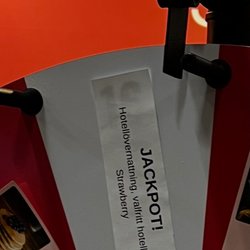 JACKPOT!
Hotellövernattning, valfritt hotell
Strawberry